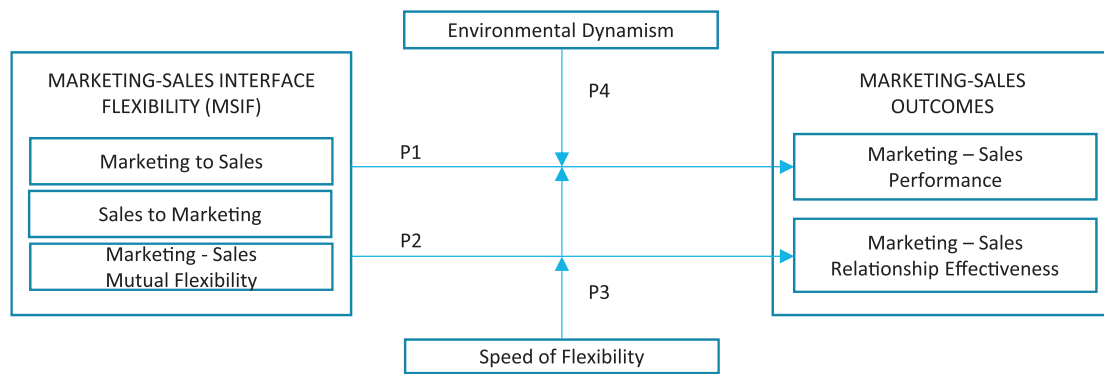 Environmental Dynamism
MARKETING-SALES INTERFACE
FLEXIBILITY (MSIF)
Marketing to Sales
Sales to Marketing
Marketing - Sales
Mutual Flexibility
P1
P2
P4
P3
MARKETING-SALES
OUTCOMES
Marketing – Sales
Performance
Marketing – Sales
Relationship Effectiveness
Speed of Flexibility